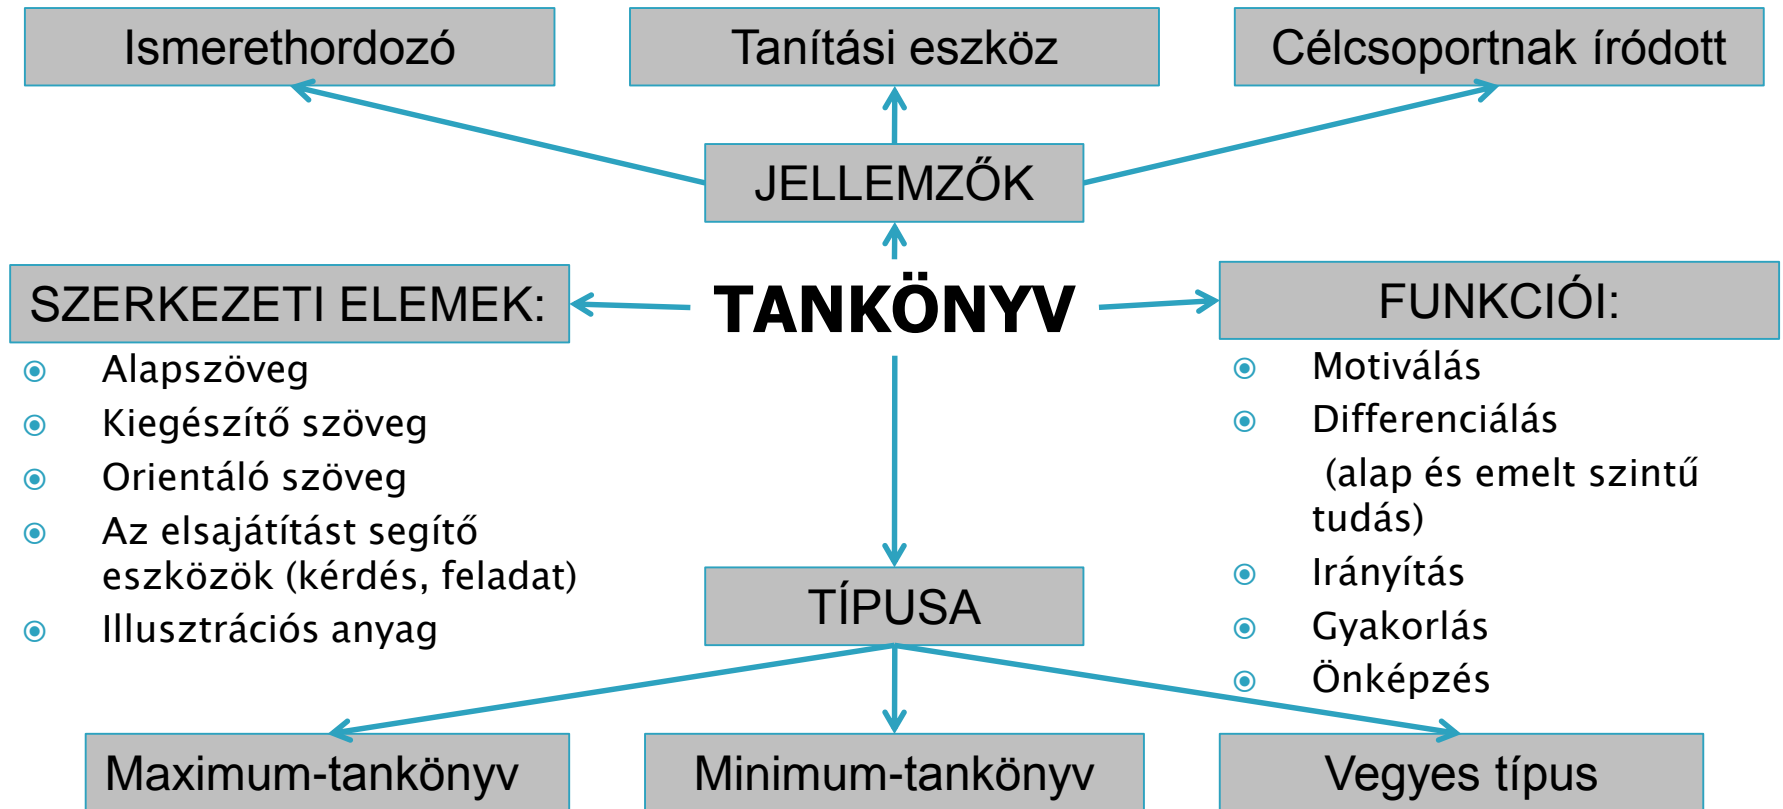 Ismerethordozó
Tanítási eszköz
Célcsoportnak íródott
JELLEMZŐK
TANKÖNYV
SZERKEZETI ELEMEK:
Alapszöveg
Kiegészítő szöveg
Orientáló szöveg
Az elsajátítást segítő
eszközök (kérdés, feladat)
Illusztrációs anyag
FUNKCIÓI:
Motiválás
Differenciálás
(alap és emelt szintű
tudás)
Irányítás
Gyakorlás
Önképzés
TÍPUSA
Maximum-tankönyv
Minimum-tankönyv
Vegyes típus